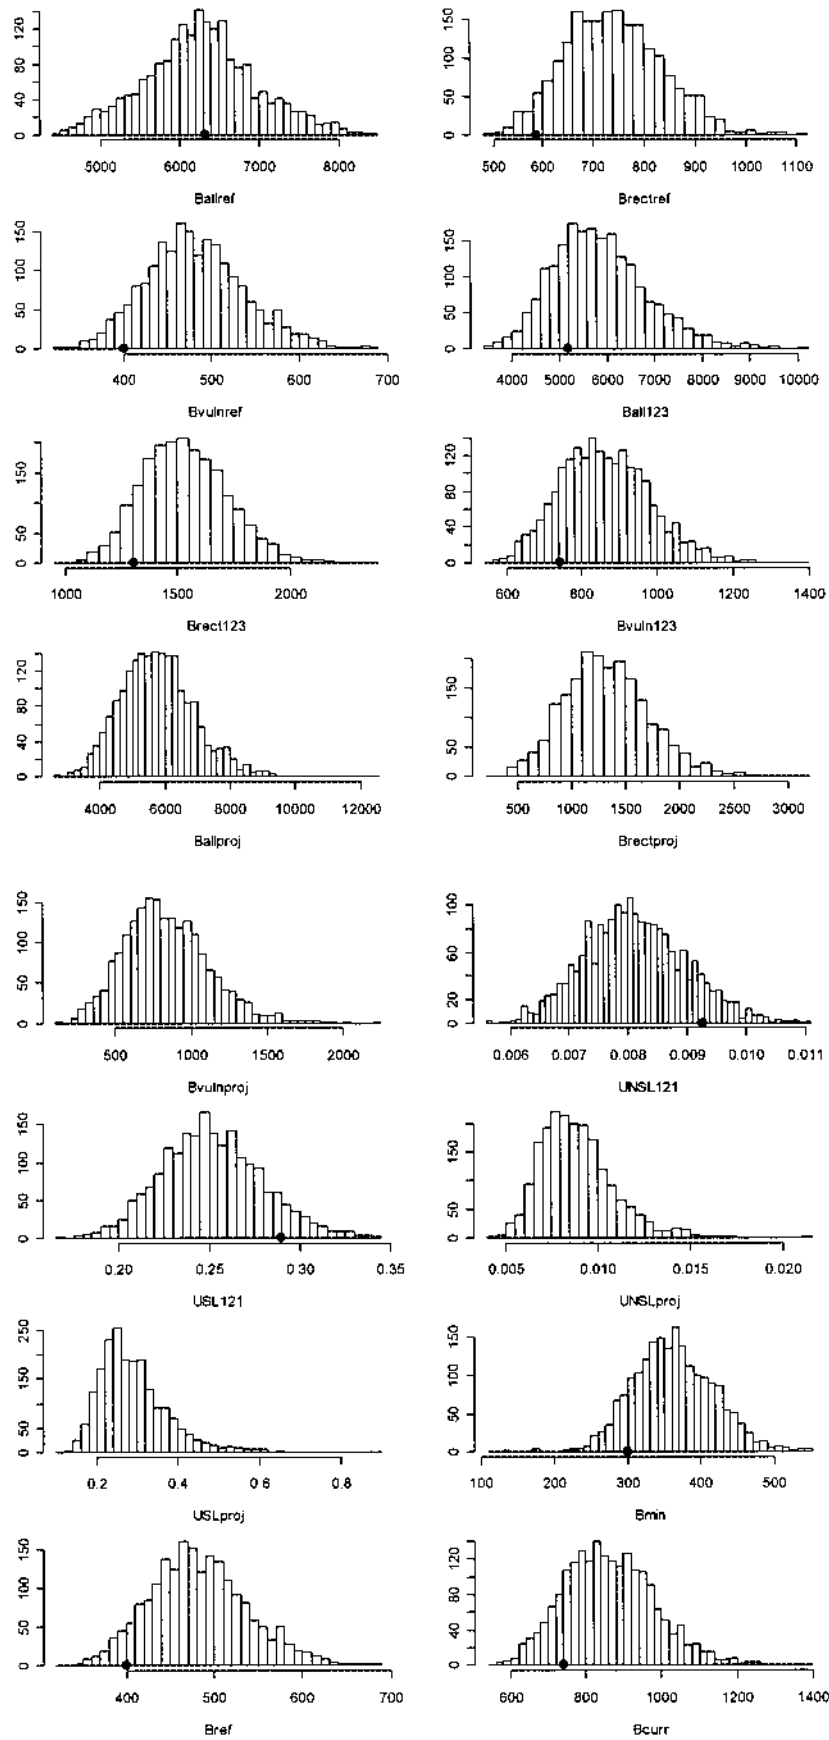 0 40 80 120
5000 6000 7000 8000
Ballref
0 50 100 150
500 600 700 800 900 1000 1100
Brectref
0 50 100 150
400 500 600 700
Bvulnref
0 50 100 150
4000 5000 6000 7000 8000 9000 10000
Ball123
0 50 150
1000 1500 2000
Brect123
0 40 80 120
600 800 1000 1200 1400
Bvuln123
0 40 80 120
4000 6000 8000 10000 12000
Ballproj
0 50 150
500 1000 1500 2000 2500 3000
Brectproj
0 50 100 150
500 1000 1500 2000
Bvulnproj
0 20 60 100
0.006 0.007 0.008 0.009 0.010 0.011
UNSL121
0 50 100 150
0.20 0.25 0.30 0.35
USL121
0 50 150
0.005 0.010 0.015 0.020
UNSLproj
0 50 150 250
0.2 0.4 0.6 0.8
USLproj
0 50 100 150
100 200 300 400 500
Bmin
0 50 100 150
400 500 600 700
Bref
0 40 80 120
600 800 1000 1200 1400
Bcurr